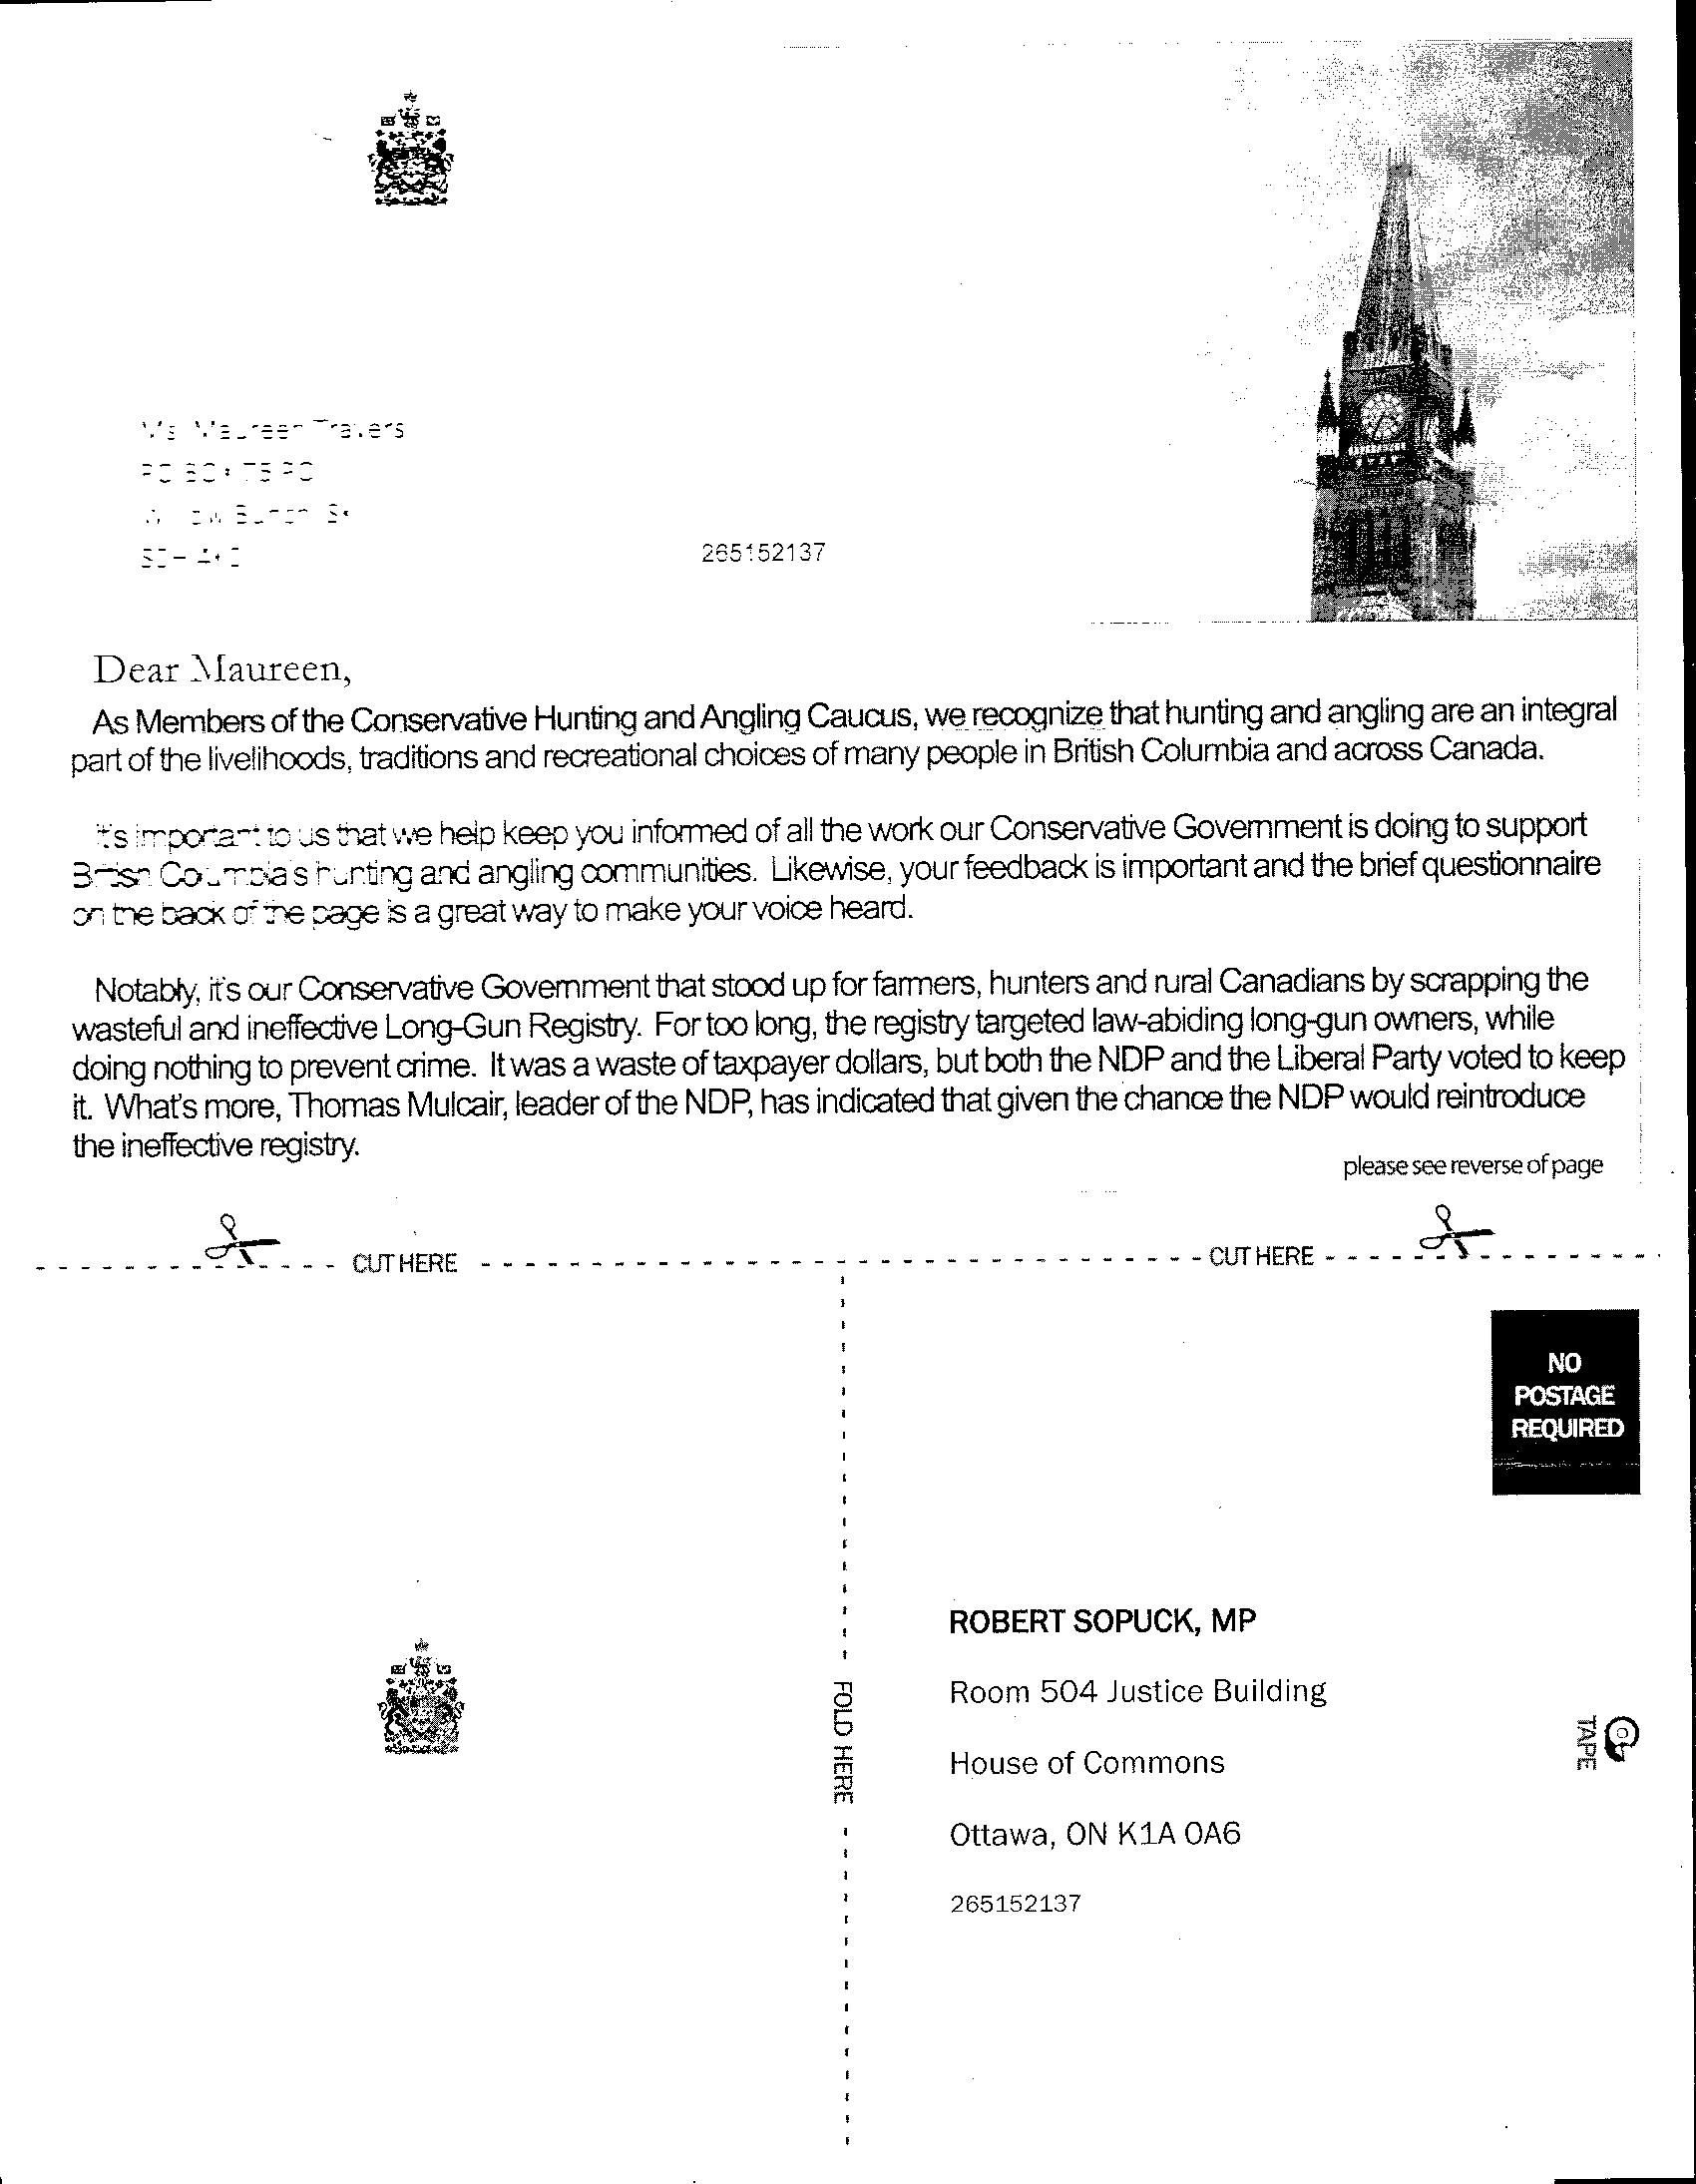 Ms Maureen Travers
265152137
Dear Maureen,
As Members of the Conservative Hunting and Angling Caucus, we recognize that hunting and angling are an integral
part of the livelihoods, traditions and recreational choices of many people in British Columbia and across Canada.
It's important to us that we help keep you informed of all the work our Conservative Government is doing to support
British Columbia's hunting and angling communities. Likewise, your feedback is important and the brief questionnaire
on the back of the page is a great way to make your voice heard.
Notably, it's our Conservative Government that stood up for farmers, hunters and rural Canadians by scrapping the
wasteful and ineffective Long-Gun Registry. For too long, the registry targeted law-abiding long-gun owners, while
doing nothing to prevent crime. It was a waste of taxpayer dollars, but both the NDP and the Liberal Party voted to keep
it. What's more, Thomas Mulcair, leader of the NDP, has indicated that given the chance the NDP would reintroduce
the ineffective registry.
please see reverse of page
CUT HERE
CUT HERE
NO
POSTAGE
REQUIRED
FOLD HERE
ROBERT SOPUCK, MP
Room 504 Justice Building
House of Commons
Ottawa, ON K1A 0A6
265152137
TAPE